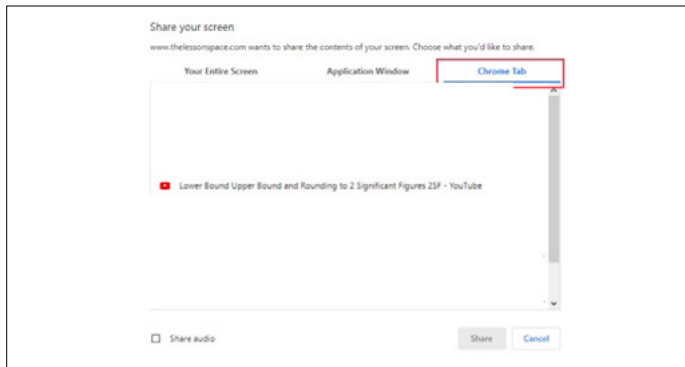 Share your screen
www.thelessonspace.com wants to share the contents of your screen. Choose what you'd like to share.
Your Entire Screen Application Window Chrome Tab
Lower Bound Upper Bound and Rounding to 2 Significant Figures 2SF - YouTube
Share audio Share Cancel